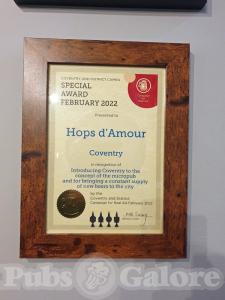 COVENTRY AND DISTRICT CAMRA
SPECIAL
AWARD
FEBRUARY 2022
Presented to
Hops d'Amour
Coventry
in recognition of
Introducing Coventry to the
concept of the micropub
and for bringing a constant supply
of new beers to the city
by the
Coventry and District
Campaign for Real Ale February 2022
Pubs Galore